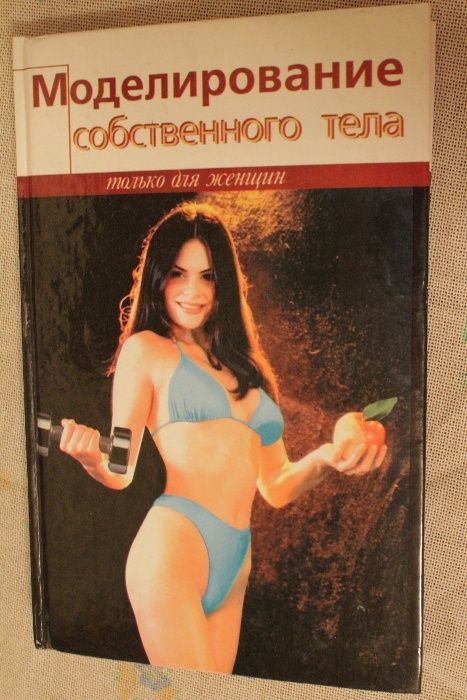 Моделирование
собственного тела
только для женщин